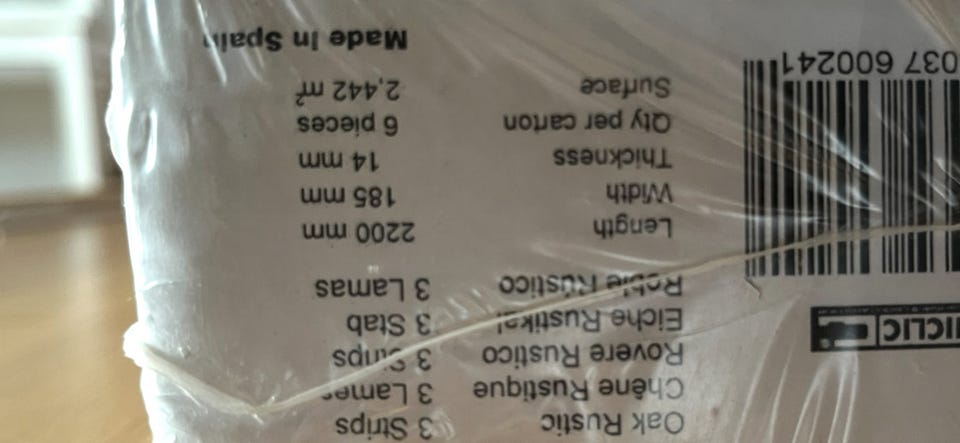 Oak Rustic 3 Strips
Chêne Rustique 3 Lames
Rovere Rustico 3 Strips
Eiche Rustikal 3 Stab
Roble Rústico 3 Lamas
Length 2200 mm
Width 185 mm
Thickness 14 mm
Qty per carton 6 pieces
Surface 2,442 m²
Made In Spain
NICLIC
037 600241